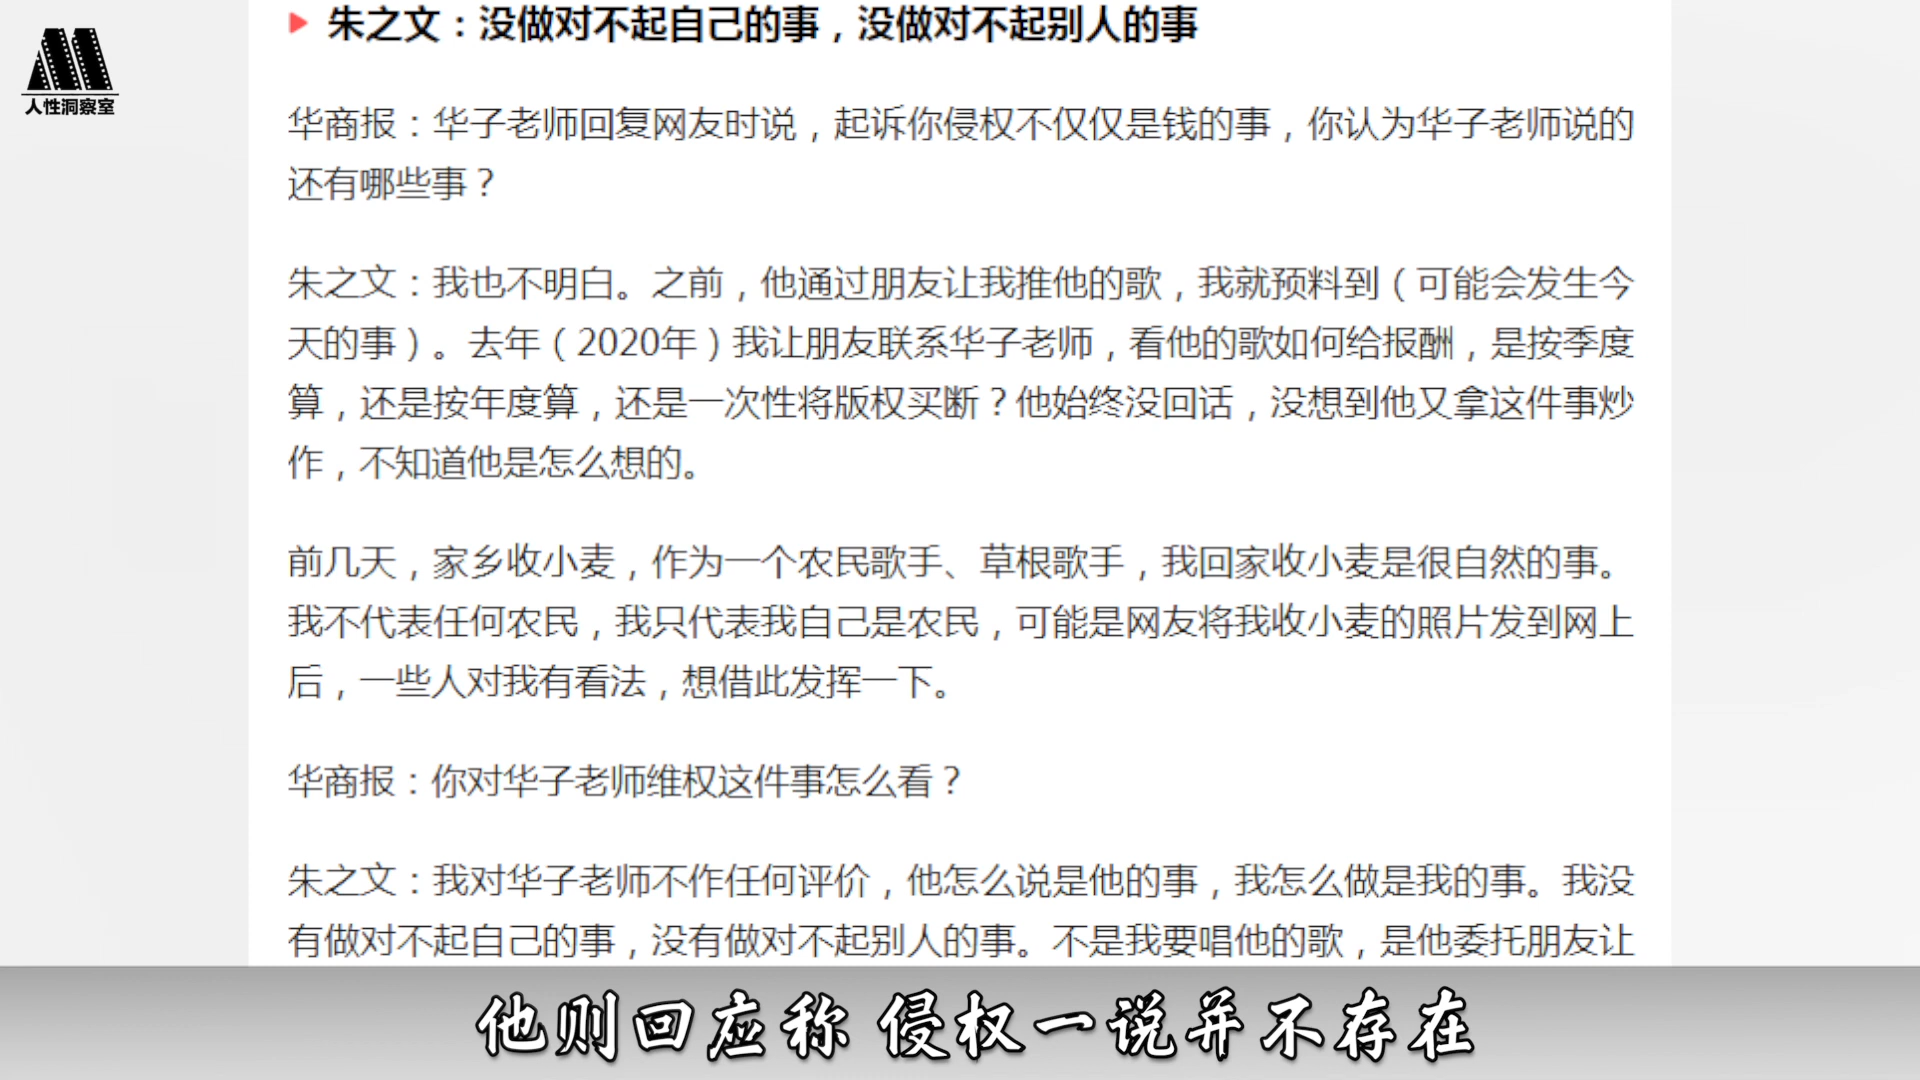 朱之文：没做对不起自己的事，没做对不起别人的事
人性洞察室
华商报：华子老师回复网友时说，起诉你侵权不仅仅是钱的事，你认为华子老师说的
还有哪些事？
朱之文：我也不明白。之前，他通过朋友让我推他的歌，我就预料到（可能会发生今
天的事）。去年（2020年）我让朋友联系华子老师，看他的歌如何给报酬，是按季度
算，还是按年度算，还是一次性将版权买断？他始终没回话，没想到他又拿这件事炒
作，不知道他是怎么想的。
前几天，家乡收小麦，作为一个农民歌手、草根歌手，我回家收小麦是很自然的事。
我不代表任何农民，我只代表我自己是农民，可能是网友将我收小麦的照片发到网上
后，一些人对我有看法，想借此发挥一下。
华商报：你对华子老师维权这件事怎么看？
朱之文：我对华子老师不作任何评价，他怎么说是他的事，我怎么做是我的事。我没
有做对不起自己的事，没有做对不起别人的事。不是我要唱他的歌，是他委托朋友让
他则回应称 侵权一说并不存在